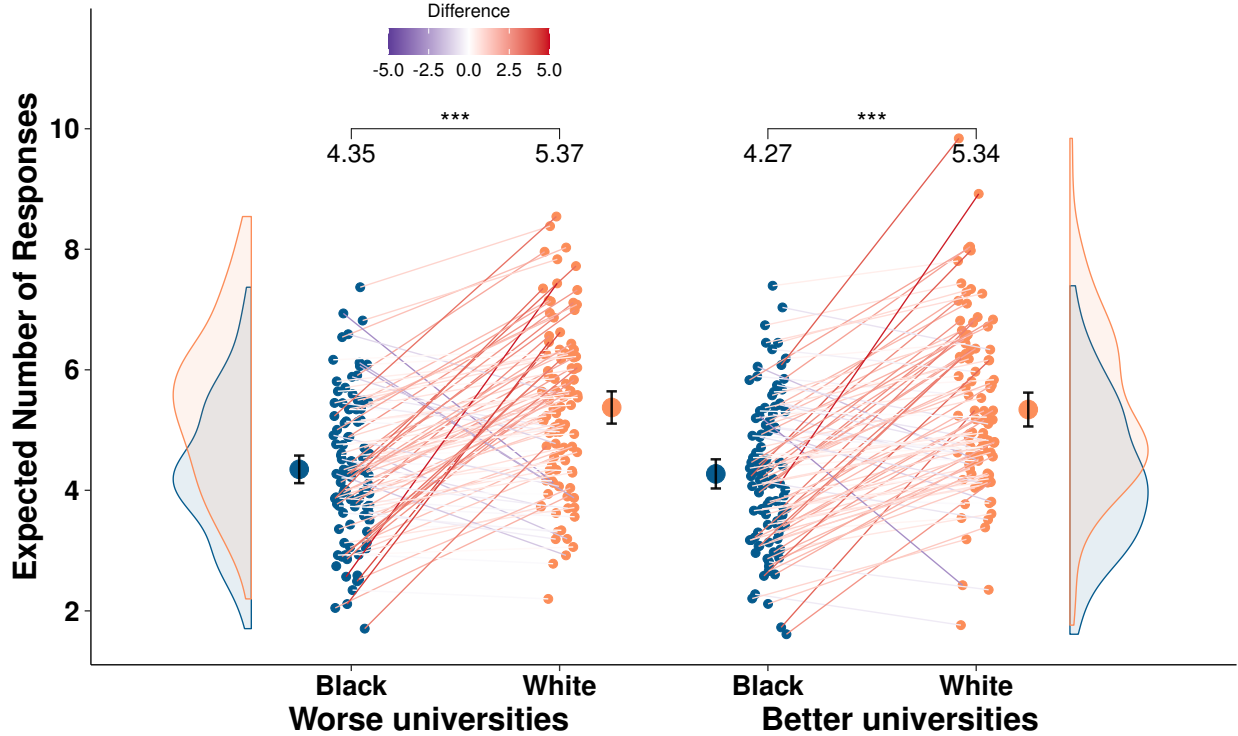 Difference
-5.0 -2.5 0.0 2.5 5.0
*** ***
4.35 5.37 4.27 5.34
Expected Number of Responses
10
8
6
4
2
Black White Black White
Worse universities Better universities